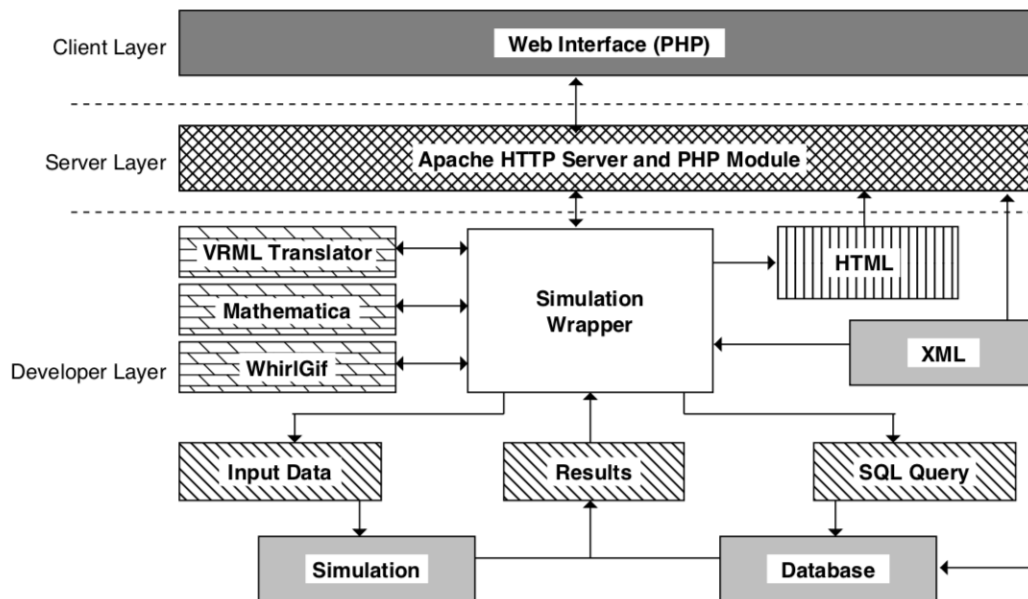 Client Layer
Web Interface (PHP)
Server Layer
Apache HTTP Server and PHP Module
VRML Translator
HTML
Mathematica
Simulation
Wrapper
XML
Developer Layer
WhirlGif
Input Data
Results
SQL Query
Simulation
Database